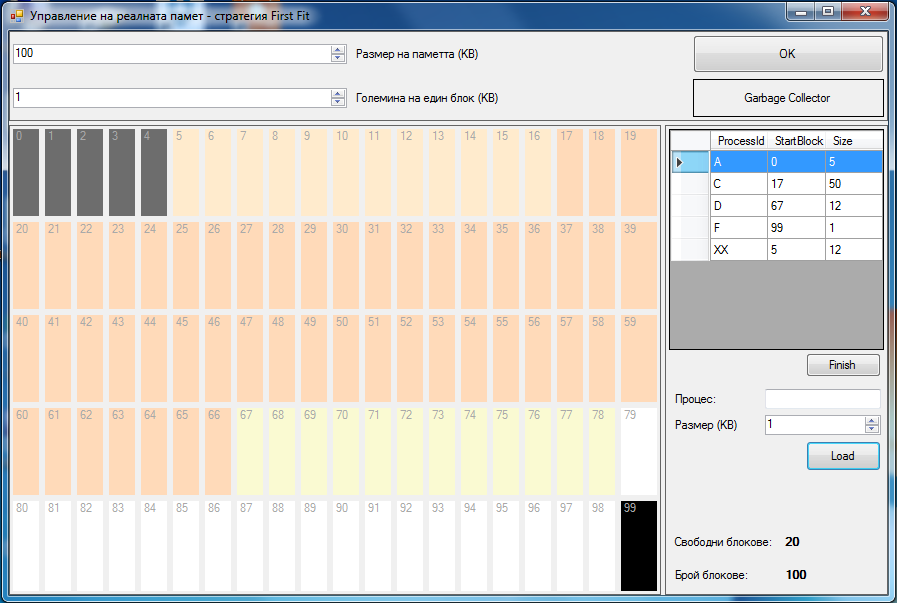 Управление на реалната памет - стратегия First Fit
100 Размер на паметта (KB) OK
1 Големина на един блок (KB) Garbage Collector
0 1 2 3 4 5 6 7 8 9 10 11 12 13 14 15 16 17 18 19
20 21 22 23 24 25 26 27 28 29 30 31 32 33 34 35 36 37 38 39
40 41 42 43 44 45 46 47 48 49 50 51 52 53 54 55 56 57 58 59
60 61 62 63 64 65 66 67 68 69 70 71 72 73 74 75 76 77 78 79
80 81 82 83 84 85 86 87 88 89 90 91 92 93 94 95 96 97 98 99
ProcessId StartBlock Size
A 0 5
C 17 50
D 67 12
F 99 1
XX 5 12
Finish
Процес:
Размер (KB) 1
Load
Свободни блокове: 20
Брой блокове: 100